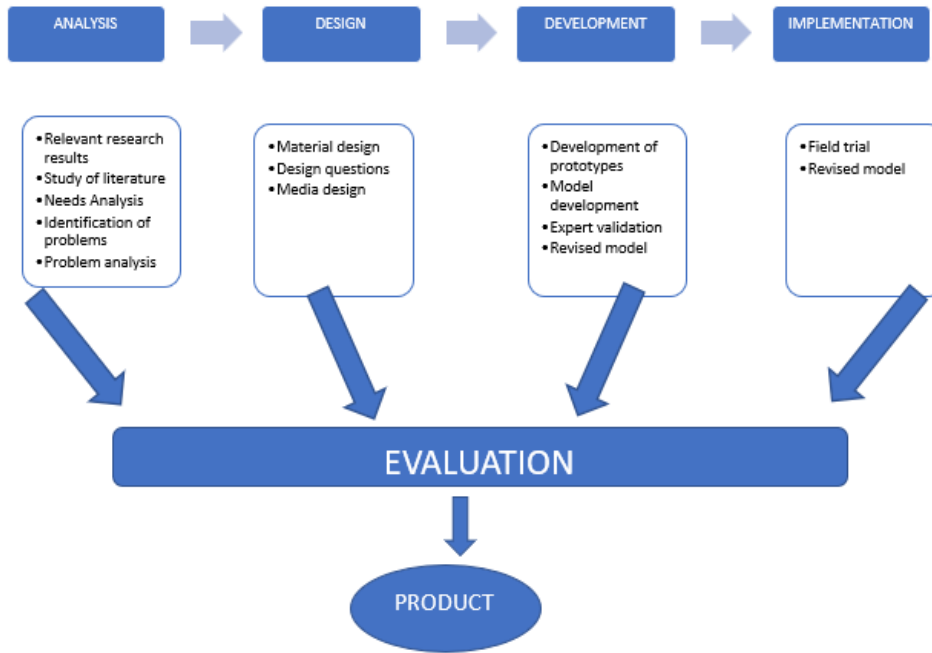 ANALYSIS
DESIGN
DEVELOPMENT
IMPLEMENTATION
•Relevant research
results
•Study of literature
•Needs Analysis
•Identification of
problems
•Problem analysis
•Material design
•Design questions
•Media design
•Development of
prototypes
•Model
development
•Expert validation
•Revised model
•Field trial
•Revised model
EVALUATION
PRODUCT